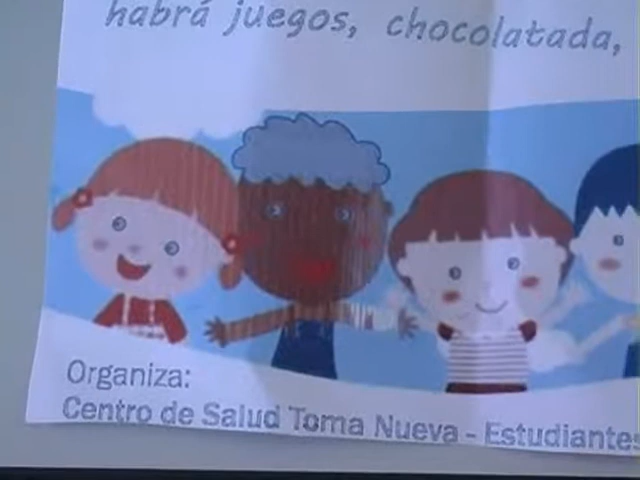 habrá juegos, chocolatada,
Organiza:
Centro de Salud Toma Nueva - Estudiantes